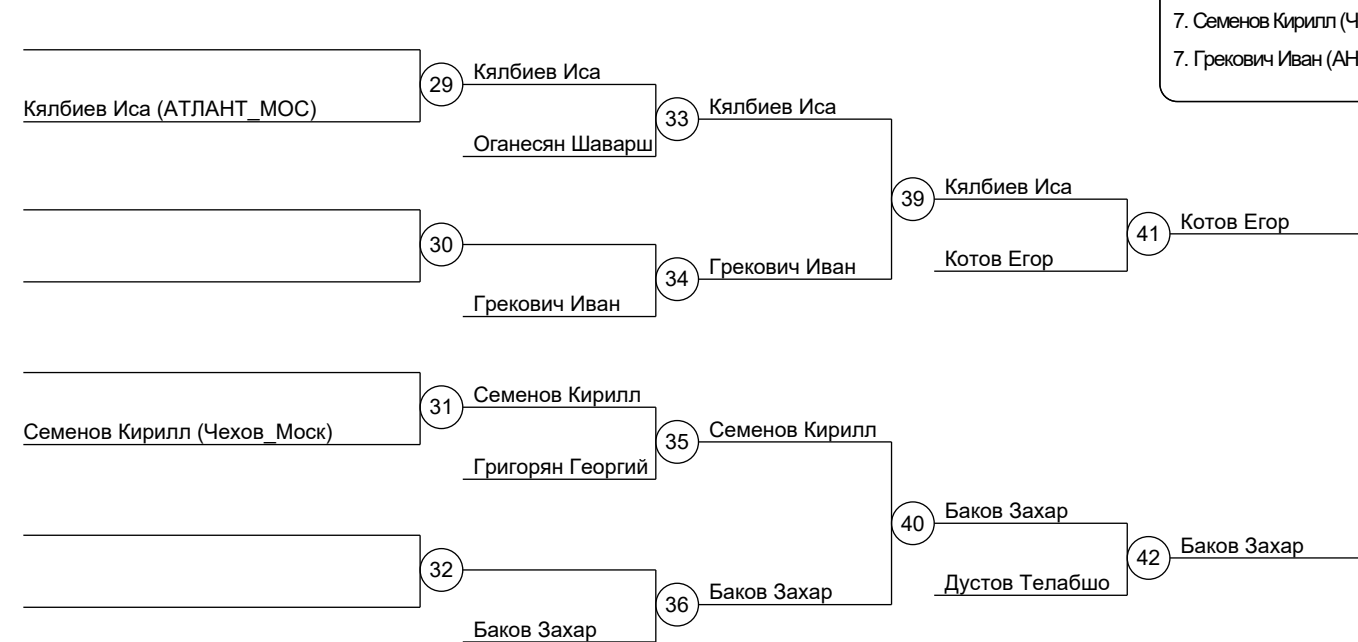 7. Семенов Кирилл (Ч
7. Грекович Иван (АН
29
Кялбиев Иса
Кялбиев Иса (АТЛАНТ_МОС)
33
Кялбиев Иса
Оганесян Шаварш
39
Кялбиев Иса
30
41
Котов Егор
Котов Егор
34
Грекович Иван
Грекович Иван
31
Семенов Кирилл
Семенов Кирилл (Чехов_Моск)
35
Семенов Кирилл
Григорян Георгий
40
Баков Захар
32
42
Баков Захар
Дустов Телабшо
36
Баков Захар
Баков Захар